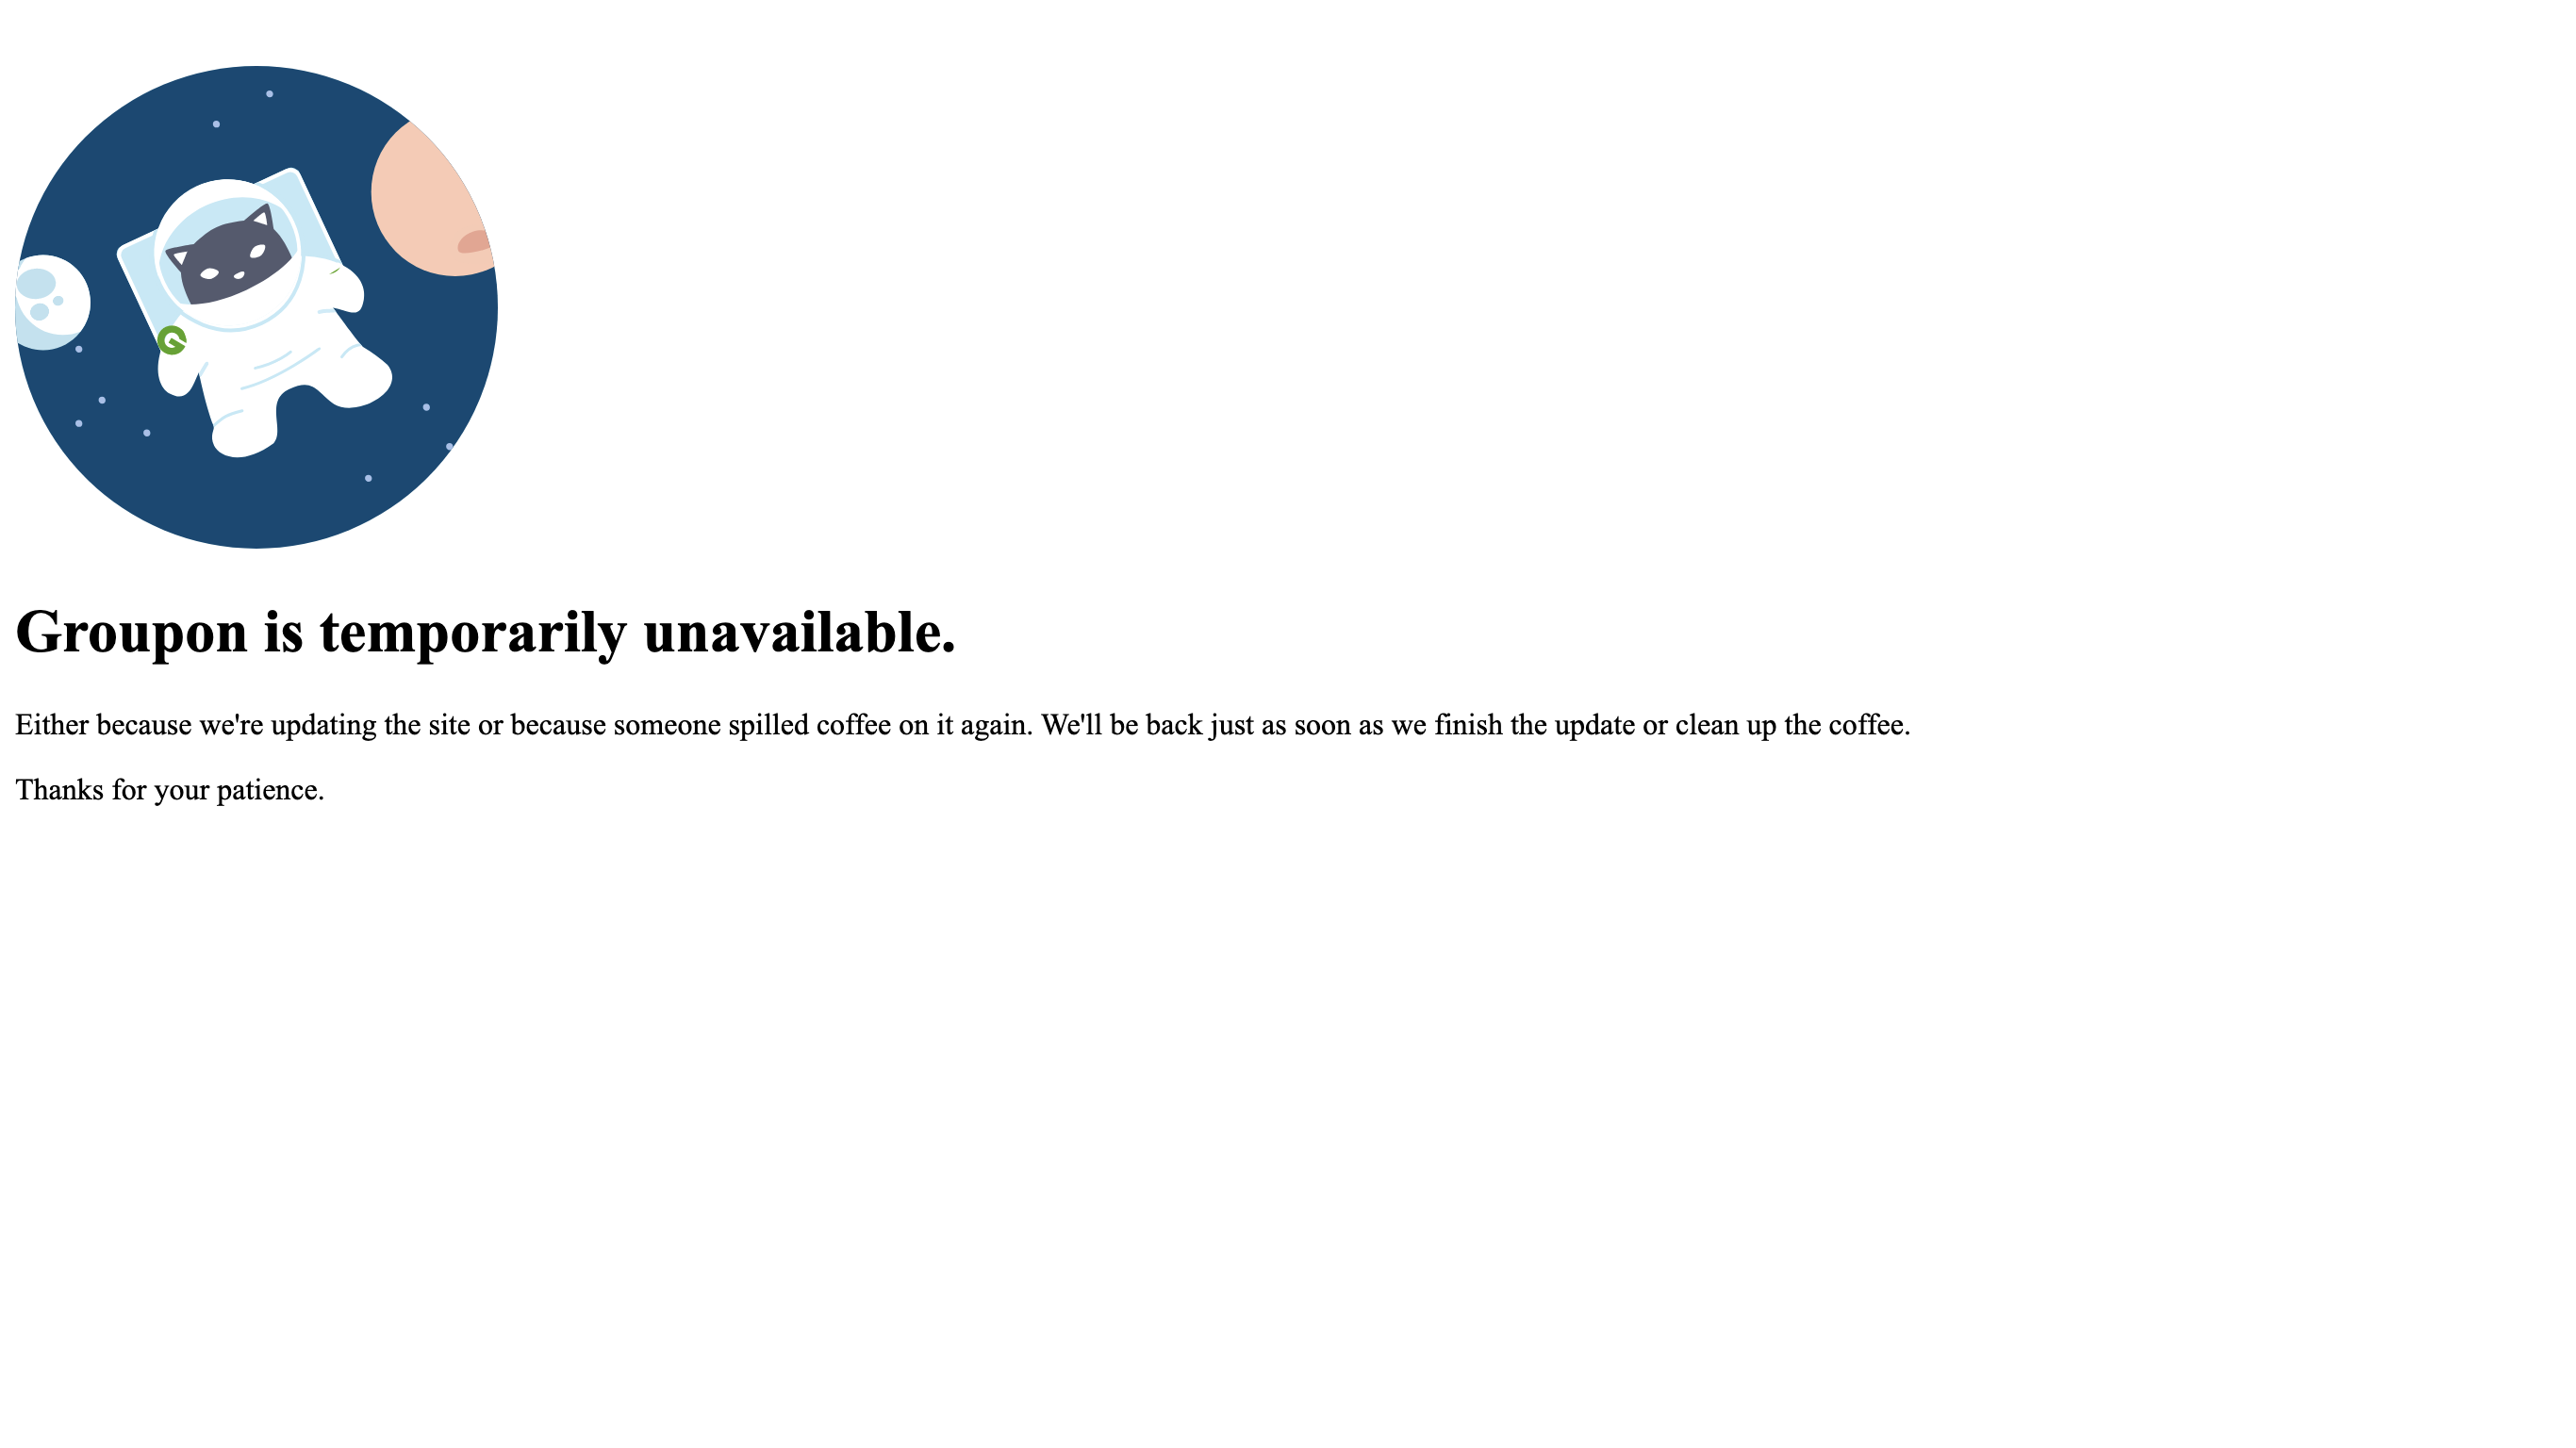 Groupon is temporarily unavailable.
Either because we're updating the site or because someone spilled coffee on it again. We'll be back just as soon as we finish the update or clean up the coffee.
Thanks for your patience.